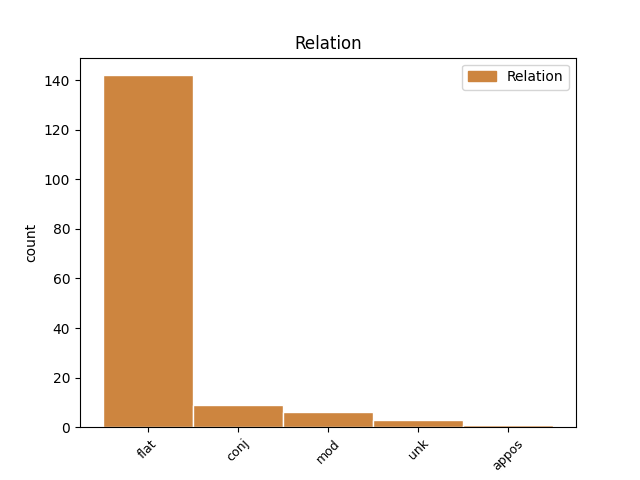 Relation
Relation
count
140
120
100
80
60
40
20
0
flat
conj
mod
unk
appos